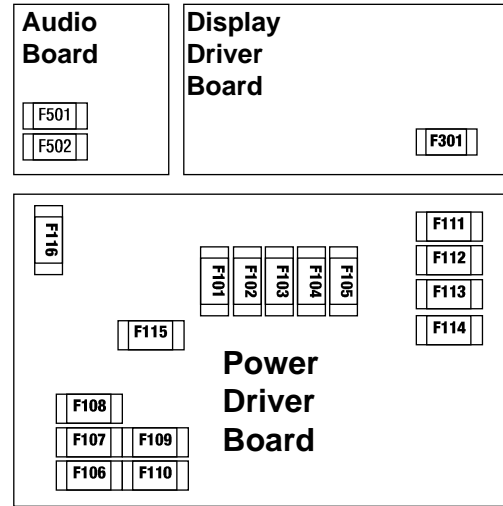 Audio
Board
F501
F502
Display
Driver
Board
F301
F116
F101
F102
F103
F104
F105
F111
F112
F113
F114
F115
Power
Driver
Board
F108
F107 F109
F106 F110